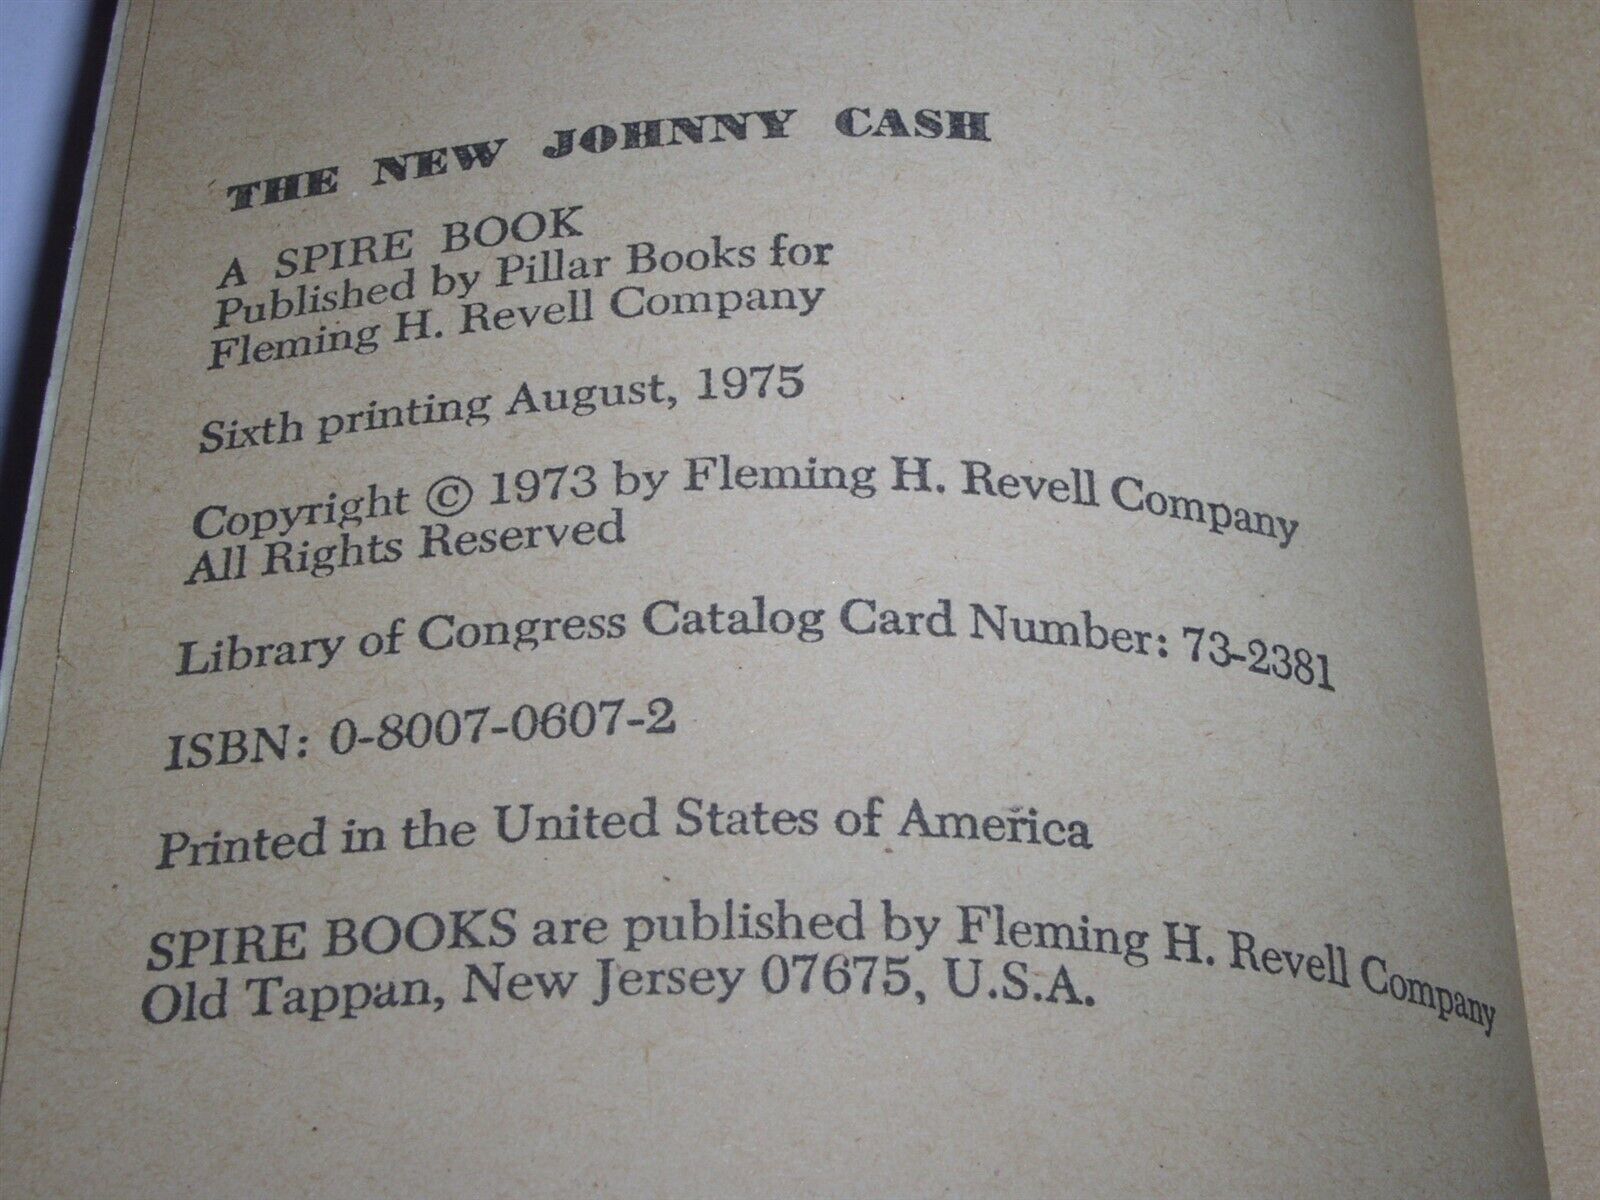 THE NEW JOHNNY CASH
A SPIRE BOOK
Published by Pillar Books for
Fleming H. Revell Company
Sixth printing August, 1975
Copyright © 1973 by Fleming H. Revell Company
All Rights Reserved
Library of Congress Catalog Card Number: 73-2381
ISBN: 0-8007-0607-2
Printed in the United States of America
SPIRE BOOKS are published by Fleming H. Revell Company
Old Tappan, New Jersey 07675, U.S.A.